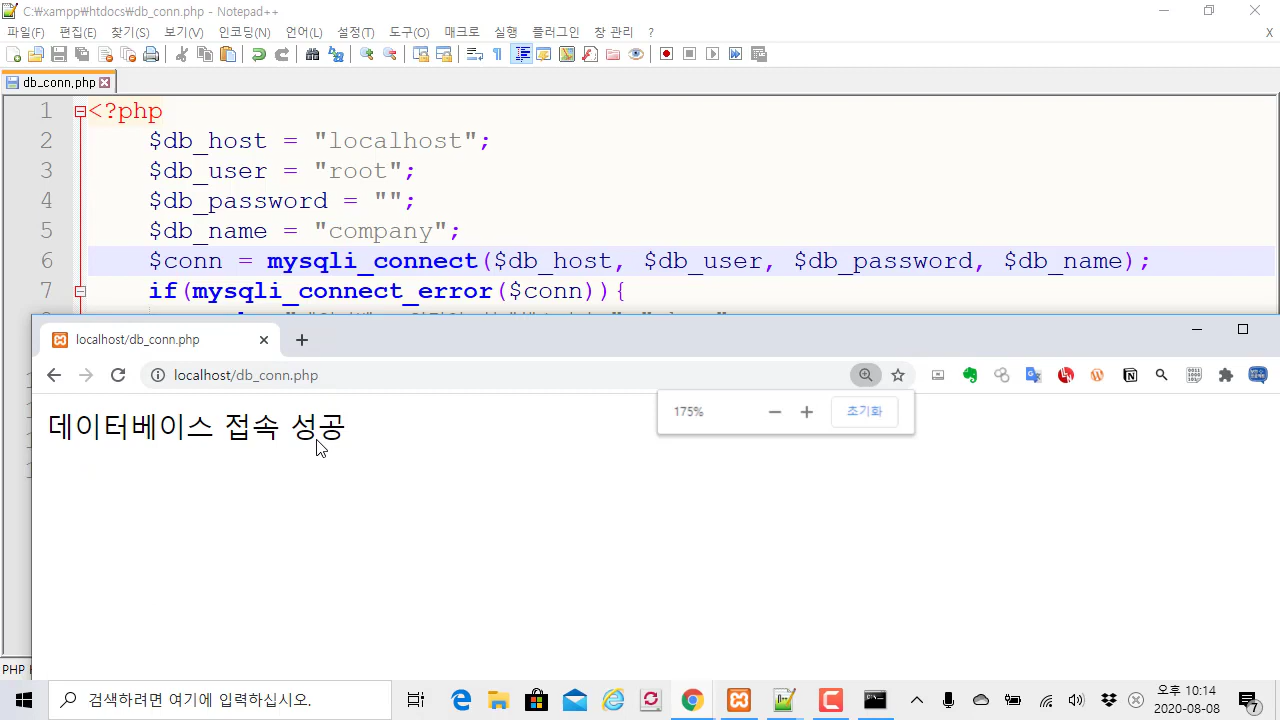 C:\xampp\htdocs\db_conn.php - Notepad++
파일(F) 편집(E) 찾기(S) 보기(V) 인코딩(N) 언어(L) 설정(T) 도구(O) 매크로 실행 플러그인 창 관리 ? X
db_conn.php
1 <?php
2 $db_host = "localhost";
3 $db_user = "root";
4 $db_password = "";
5 $db_name = "company";
6 $conn = mysqli_connect($db_host, $db_user, $db_password, $db_name);
7 if(mysqli_connect_error($conn)){
localhost/db_conn.php
localhost/db_conn.php
175% 초기화
데이터베이스 접속 성공
PHP
검색하려면 여기에 입력하십시오.
오후 10:14
2020-08-08
7